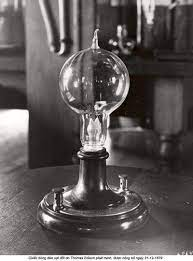 Chiếc bóng đèn sợi đốt do Thomas Edison phát minh, được công bố ngày 31-12-1879